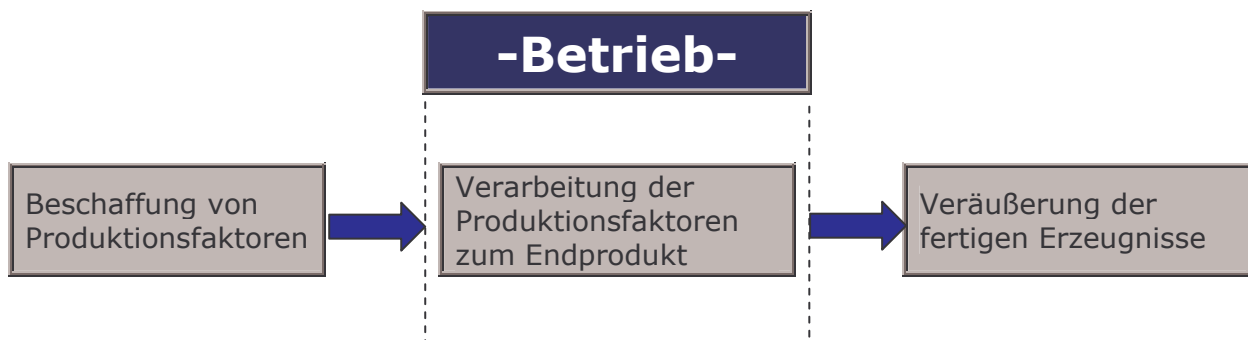 -Betrieb-
Beschaffung von
Produktionsfaktoren
Verarbeitung der
Produktionsfaktoren
zum Endprodukt
Veräußerung der
fertigen Erzeugnisse